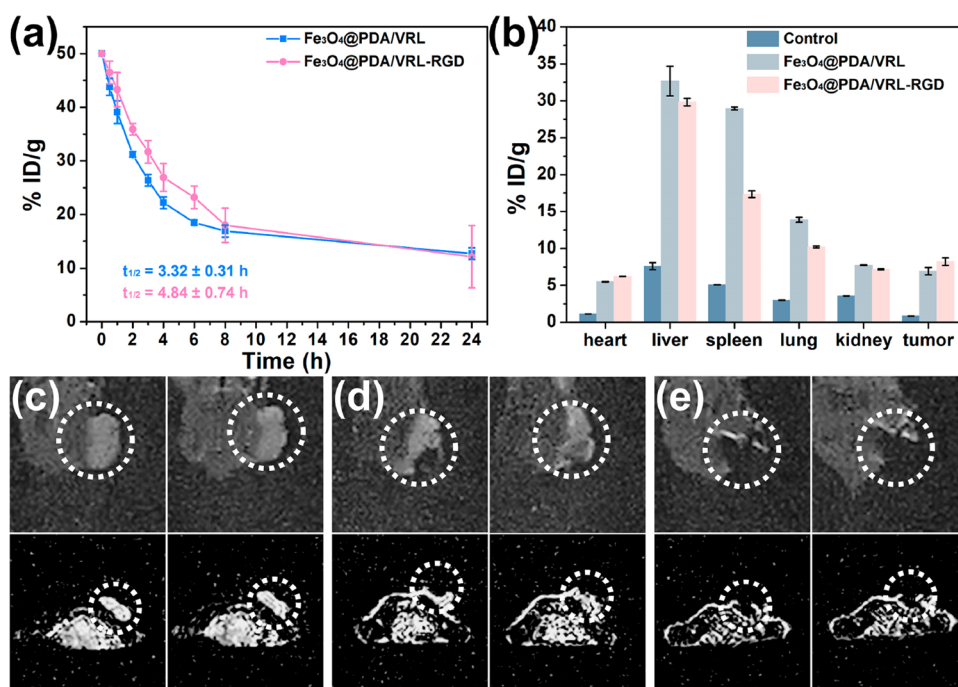 (a)
Fe₃O₄@PDA/VRL
Fe₃O₄@PDA/VRL-RGD
% ID/g
50
40
30
20
10
0
t₁/₂ = 3.32 ± 0.31 h
t₁/₂ = 4.84 ± 0.74 h
0 2 4 6 8 10 12 14 16 18 20 22 24
Time (h)
(b)
Control
Fe₃O₄@PDA/VRL
Fe₃O₄@PDA/VRL-RGD
% ID/g
40
35
30
25
20
15
10
5
0
heart liver spleen lung kidney tumor
(c)
(d)
(e)